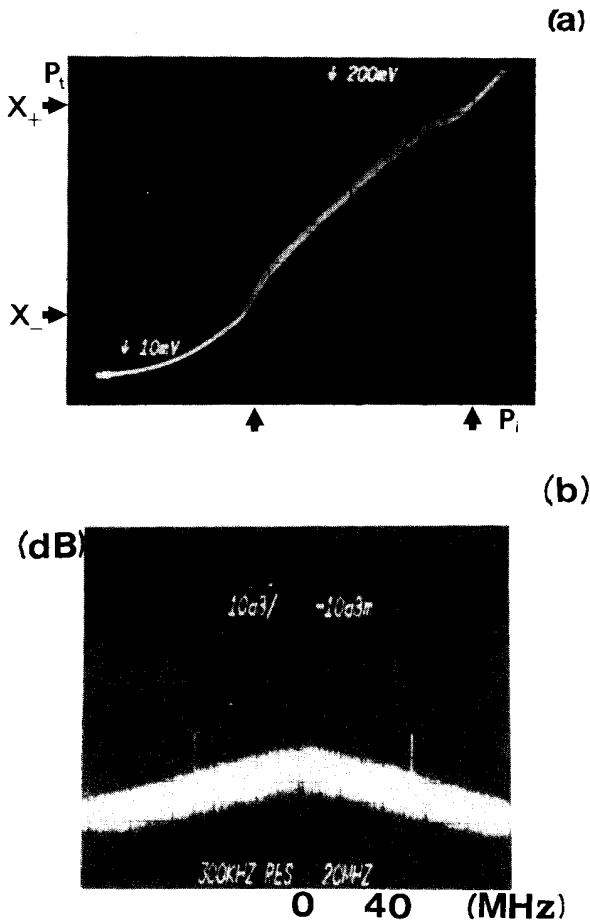 (a)
Pt
↓ 200mV
X+
X−
↓ 10mV
Pi
(b)
(dB)
10dB/ -10dBm
300KHZ RES 20MHZ
0 40 (MHz)